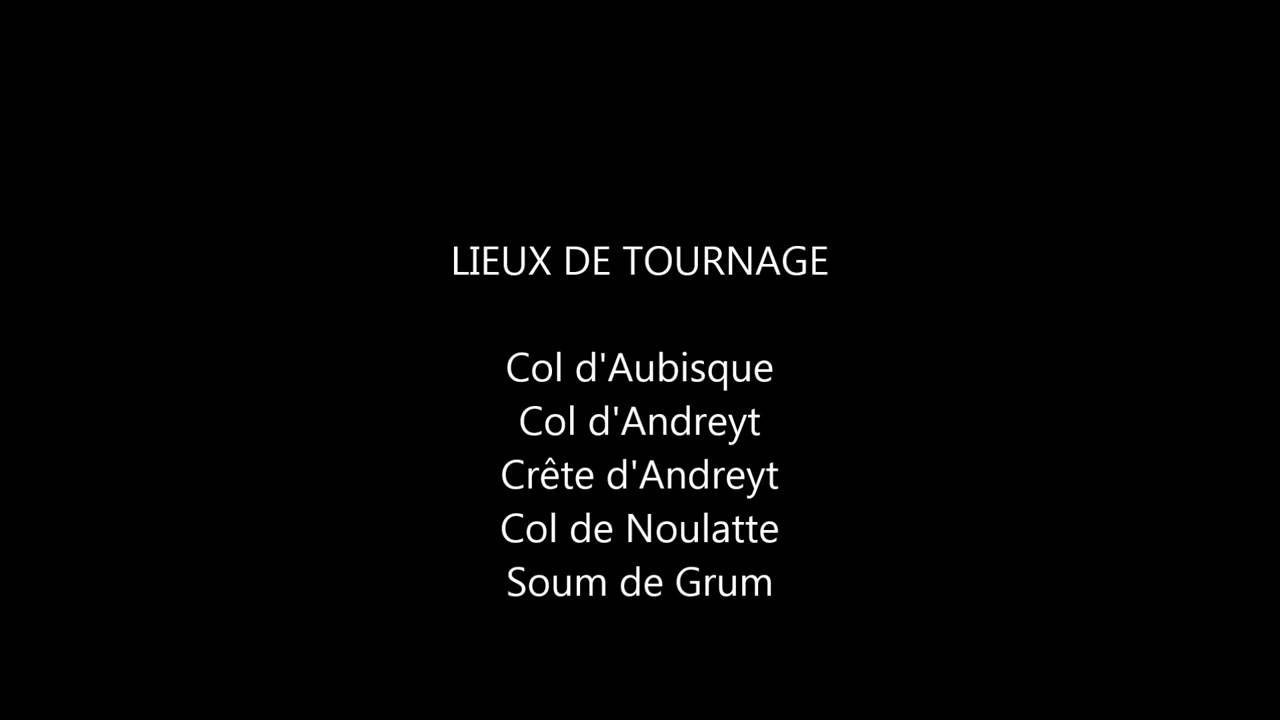 LIEUX DE TOURNAGE
Col d'Aubisque
Col d'Andreyt
Crête d'Andreyt
Col de Noulatte
Soum de Grum